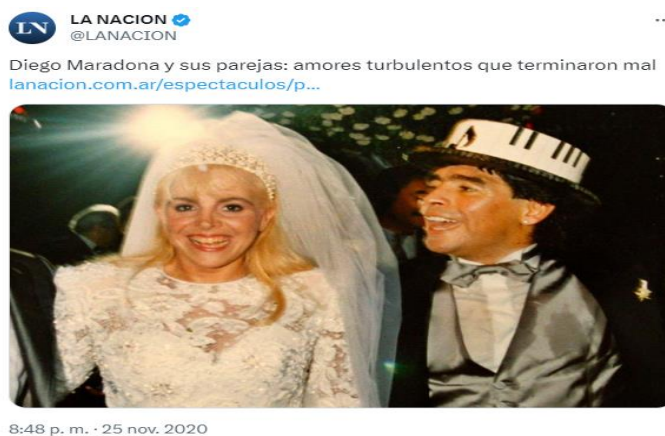 LN
LA NACION
@LANACION
Diego Maradona y sus parejas: amores turbulentos que terminaron mal
lanacion.com.ar/espectaculos/p...
8:48 p. m. · 25 nov. 2020